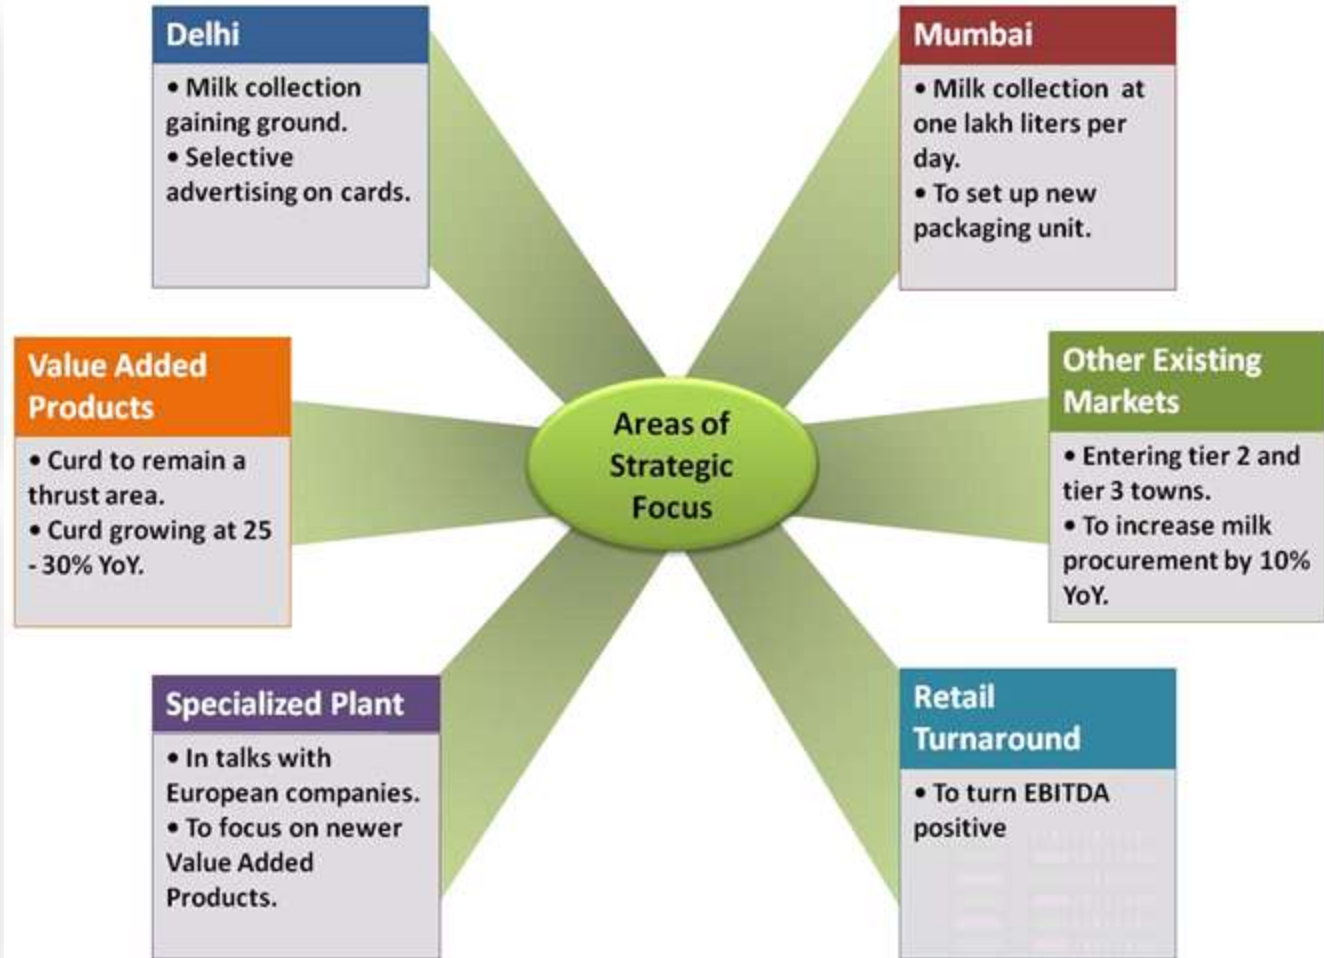 Delhi
• Milk collection
gaining ground.
• Selective
advertising on cards.
Mumbai
• Milk collection at
one lakh liters per
day.
• To set up new
packaging unit.
Value Added
Products
• Curd to remain a
thrust area.
• Curd growing at 25
- 30% YoY.
Areas of
Strategic
Focus
Other Existing
Markets
• Entering tier 2 and
tier 3 towns.
• To increase milk
procurement by 10%
YoY.
Specialized Plant
• In talks with
European companies.
• To focus on newer
Value Added
Products.
Retail
Turnaround
• To turn EBITDA
positive